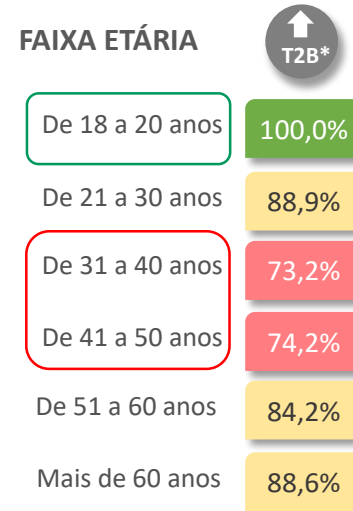 FAIXA ETÁRIA
T2B*
De 18 a 20 anos 100,0%
De 21 a 30 anos 88,9%
De 31 a 40 anos 73,2%
De 41 a 50 anos 74,2%
De 51 a 60 anos 84,2%
Mais de 60 anos 88,6%